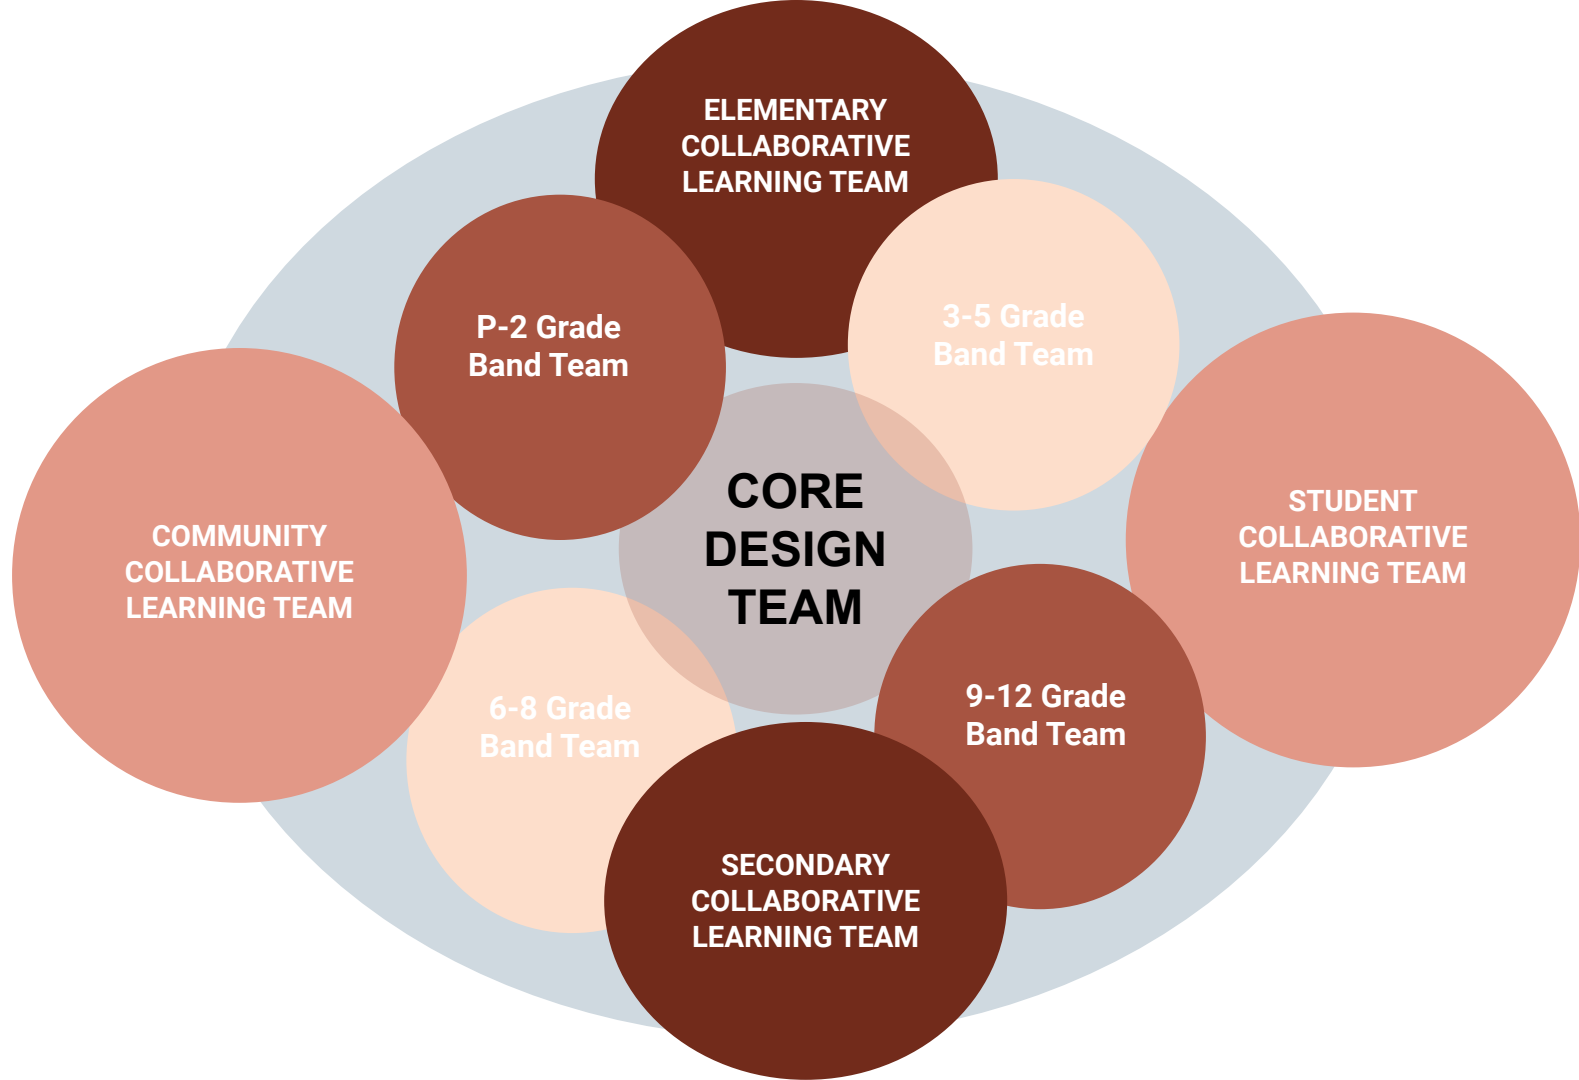 ELEMENTARY
COLLABORATIVE
LEARNING TEAM
P-2 Grade
Band Team
3-5 Grade
Band Team
COMMUNITY
COLLABORATIVE
LEARNING TEAM
CORE
DESIGN
TEAM
STUDENT
COLLABORATIVE
LEARNING TEAM
6-8 Grade
Band Team
9-12 Grade
Band Team
SECONDARY
COLLABORATIVE
LEARNING TEAM